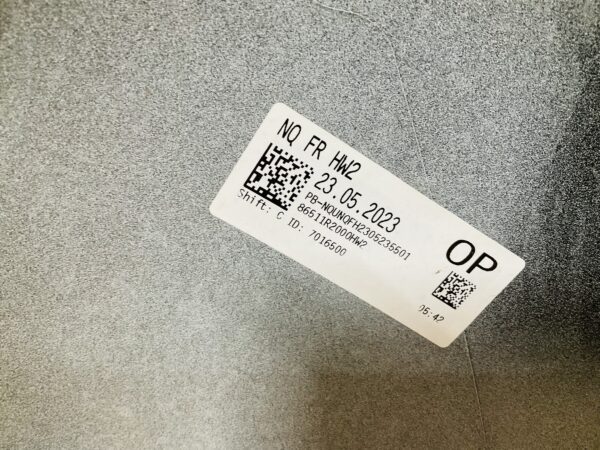 NQ FR HW2
23.05.2023
PB-NQUNQFH2305235501
86511R2000HW2
Shift: C ID: 7016500
OP
05:42